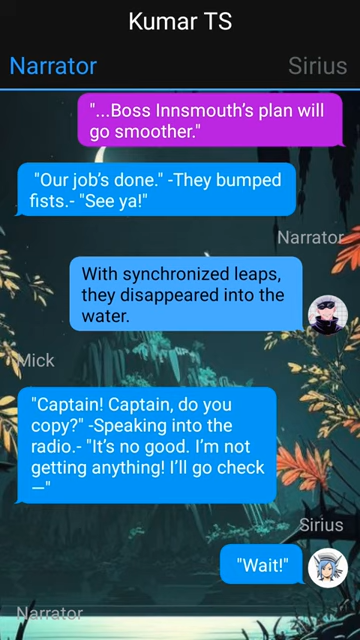 Kumar TS
Narrator
Sirius
"...Boss Innsmouth's plan will
go smoother."
"Our job's done." -They bumped
fists.- "See ya!"
Narrator
With synchronized leaps,
they disappeared into the
water.
Mick
"Captain! Captain, do you
copy?" -Speaking into the
radio.- "It's no good. I'm not
getting anything! I'll go check
—"
Sirius
"Wait!"
Narrator